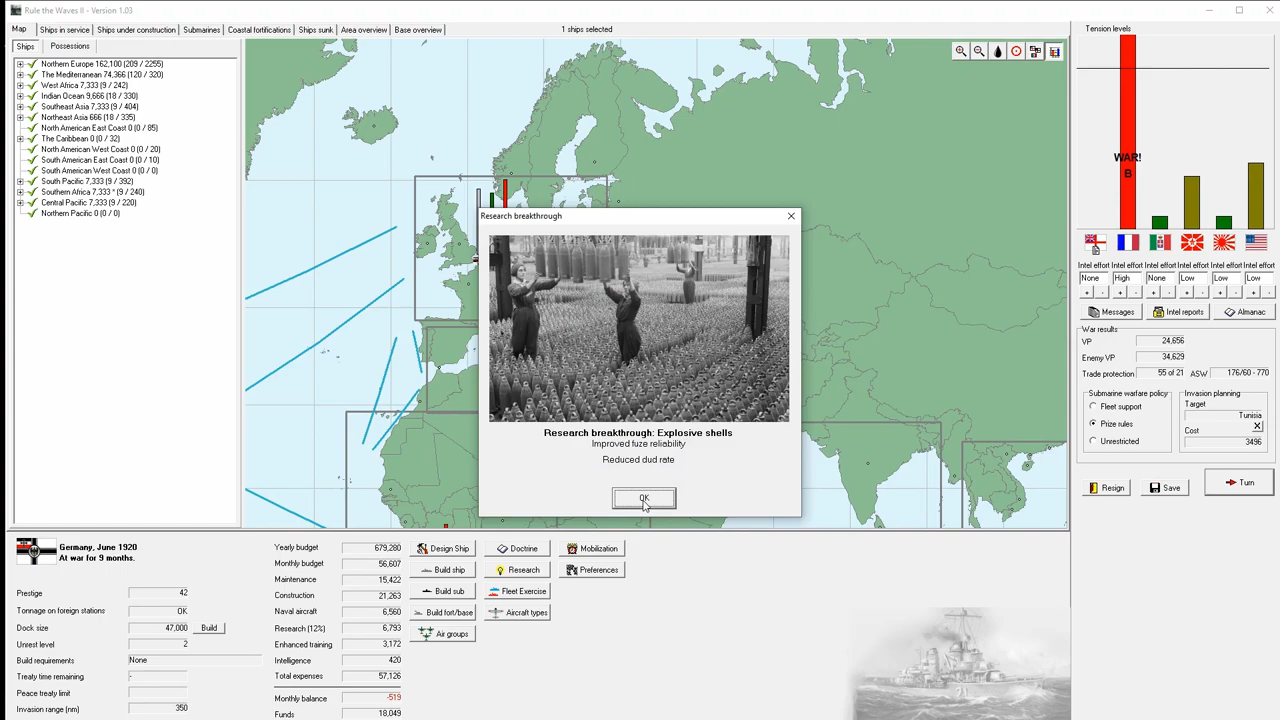 Rule the Waves II - Version 1.03
Map
Ships in service
Ships under construction
Submarines
Coastal fortifications
Ships sunk
Area overview
Base overview
1 ships selected
Ships
Possessions
Northern Europe 162,100 (209 / 2255)
The Mediterranean 74,366 (120 / 320)
West Africa 7,333 (9 / 242)
Indian Ocean 9,666 (18 / 330)
Southeast Asia 7,333 (9 / 404)
Northeast Asia 666 (18 / 335)
North American East Coast 0 (0 / 85)
The Caribbean 0 (0 / 32)
North American West Coast 0 (0 / 20)
South American East Coast 0 (0 / 10)
South American West Coast 0 (0 / 0)
South Pacific 7,333 (9 / 392)
Southern Africa 7,333 * (9 / 240)
Central Pacific 7,333 (9 / 220)
Northern Pacific 0 (0 / 0)
Research breakthrough
Research breakthrough: Explosive shells
Improved fuze reliability
Reduced dud rate
OK
Tension levels
WAR!
B
Intel effort Intel effort Intel effort Intel effort Intel effort Intel effort
None High None Low Low Low
+ - + - + - + - + - + -
Messages
Intel reports
Almanac
War results
VP 24,656
Enemy VP 34,629
Trade protection 55 of 21 ASW 176/60 - 770
Submarine warfare policy
Fleet support
Prize rules
Unrestricted
Invasion planning
Target
Tunisia
Cost
3496
Resign
Save
Turn
Germany, June 1920
At war for 9 months.
Prestige 42
Tonnage on foreign stations OK
Dock size 47,000 Build
Unrest level 2
Build requirements None
Treaty time remaining -
Peace treaty limit
Invasion range (nm) 350
Yearly budget 679,280
Monthly budget 56,607
Maintenance 15,422
Construction 21,263
Naval aircraft 6,560
Research (12%) 6,793
Enhanced training 3,172
Intelligence 420
Total expenses 57,126
Monthly balance -519
Funds 18,049
Design Ship
Doctrine
Mobilization
Build ship
Research
Preferences
Build sub
Fleet Exercise
Build fort/base
Aircraft types
Air groups